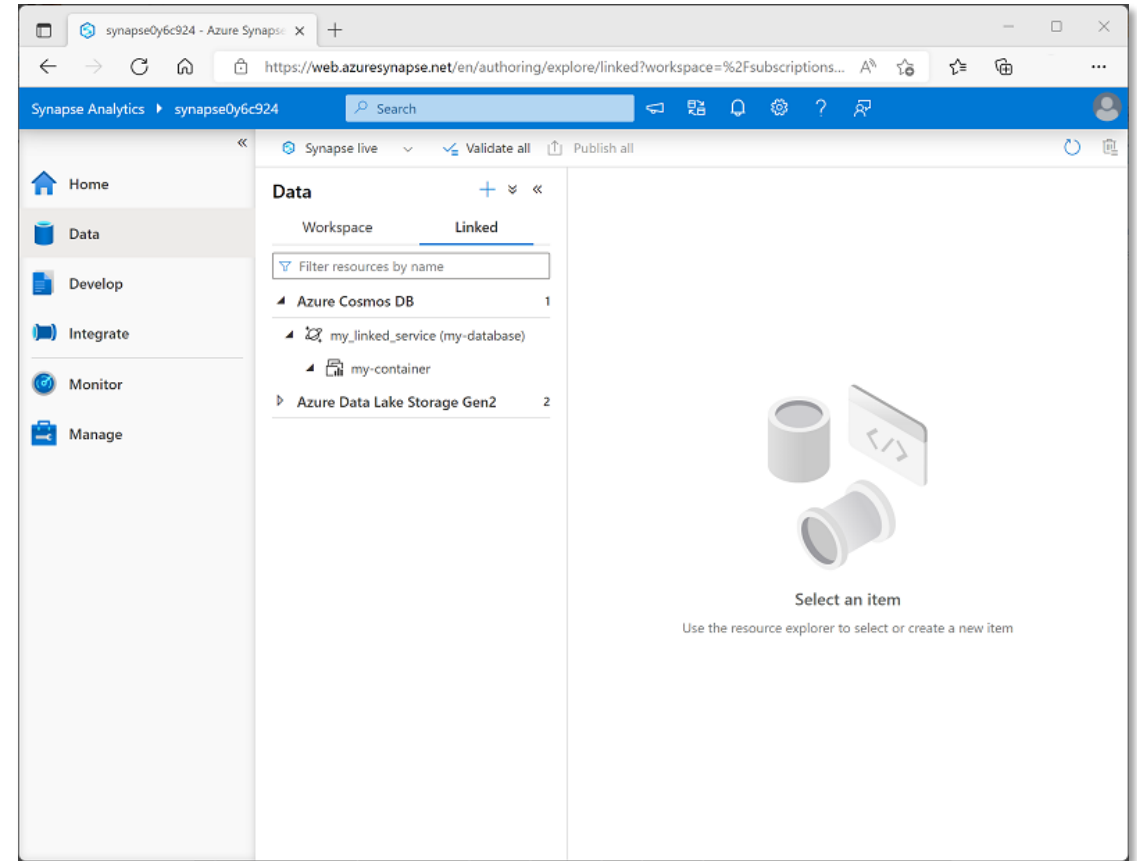 synapse0y6c924 - Azure Synapse
https://web.azuresynapse.net/en/authoring/explore/linked?workspace=%2Fsubscriptions...
Synapse Analytics synapse0y6c924 Search
Synapse live Validate all Publish all
Home
Data
Develop
Integrate
Monitor
Manage
Data
Workspace Linked
Filter resources by name
Azure Cosmos DB 1
my_linked_service (my-database)
my-container
Azure Data Lake Storage Gen2 2
</>
Select an item
Use the resource explorer to select or create a new item